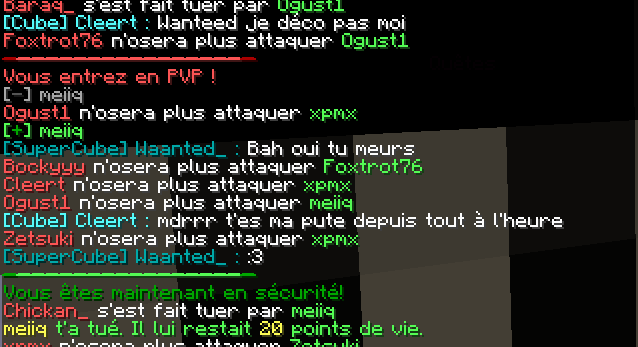 Baraq_ s'est fait tuer par Ogust1
[Cube] Cleert : Wanteed je déco pas moi
Foxtrot76 n'osera plus attaquer Ogust1
Vous entrez en PVP !
[-] meiiq
Ogust1 n'osera plus attaquer xpmx
[+] meiiq
[SuperCube] Waanted_ : Bah oui tu meurs
Bockyyy n'osera plus attaquer Foxtrot76
Cleert n'osera plus attaquer xpmx
Ogust1 n'osera plus attaquer meiiq
[Cube] Cleert : mdrrr t'es ma pute depuis tout à l'heure
Zetsuki n'osera plus attaquer xpmx
[SuperCube] Waanted_ : :3
Vous êtes maintenant en sécurité!
Chickan_ s'est fait tuer par meiiq
meiiq t'a tué. Il lui restait 20 points de vie.
xpmx n'osera plus attaquer Zetsuki